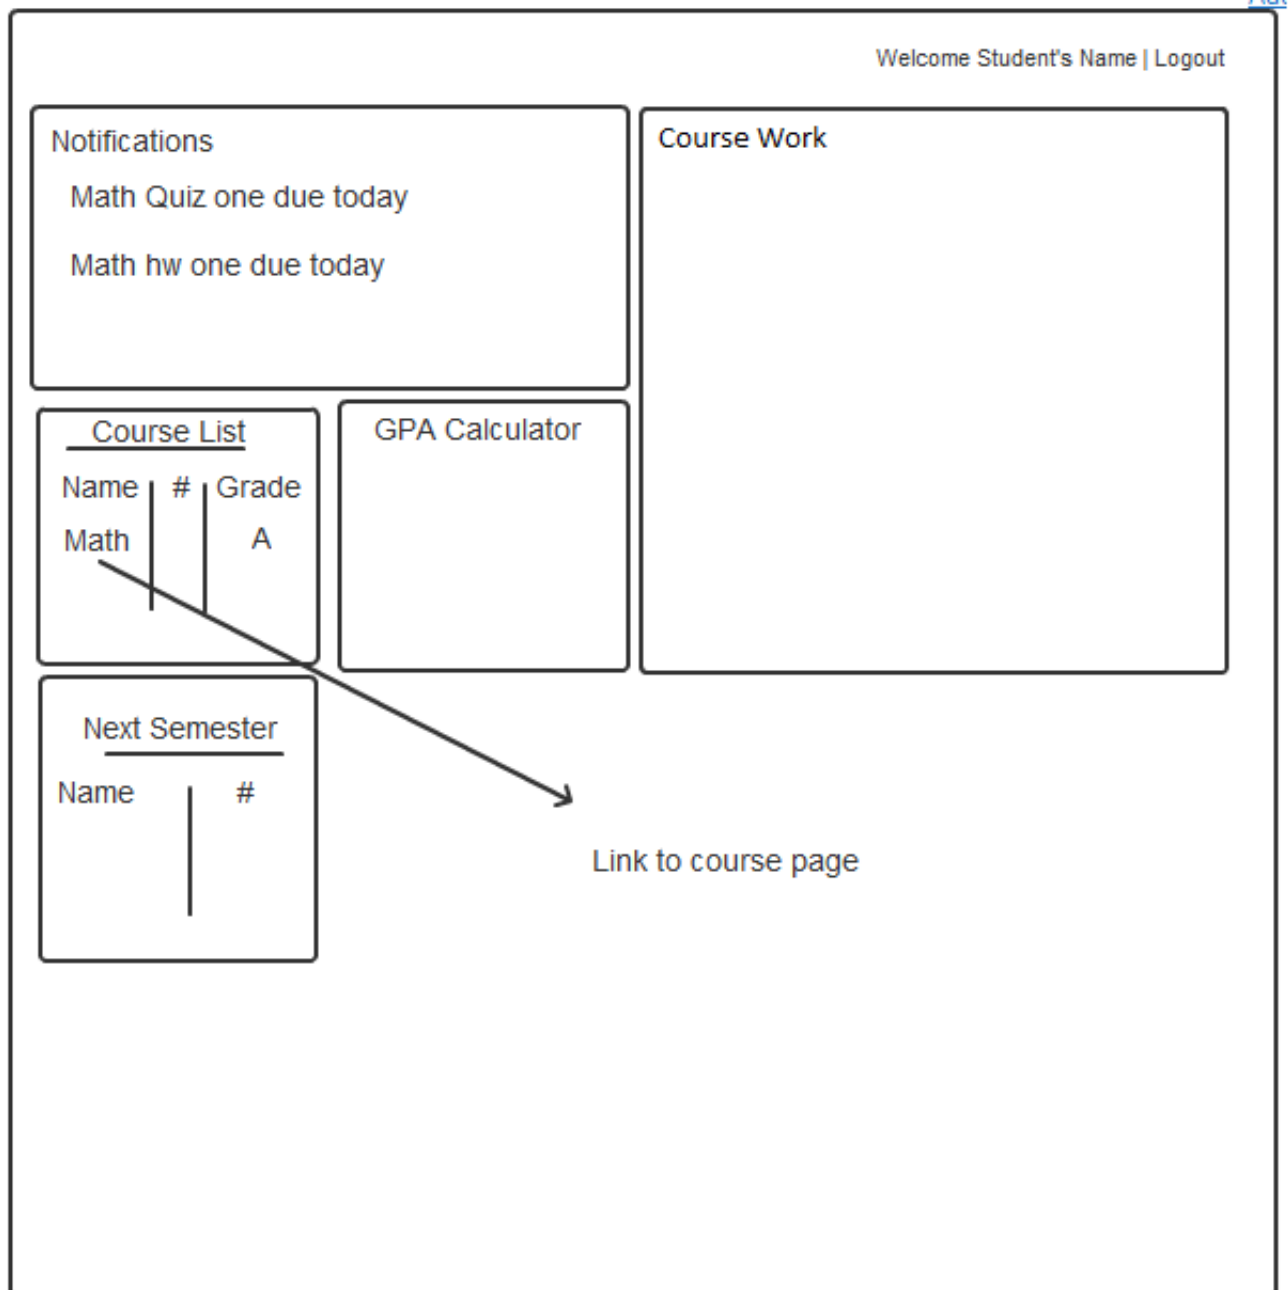 Welcome Student's Name | Logout
Notifications
Math Quiz one due today
Math hw one due today
Course Work
Course List
Name # Grade
Math A
GPA Calculator
Next Semester
Name #
Link to course page